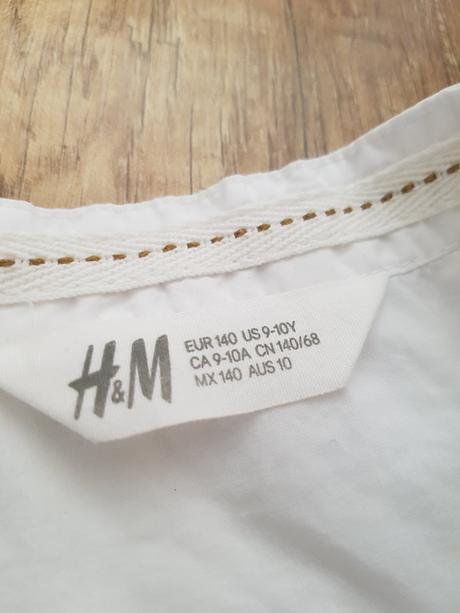 H&M
EUR 140 US 9-10Y
CA 9-10A CN 140/68
MX 140 AUS 10